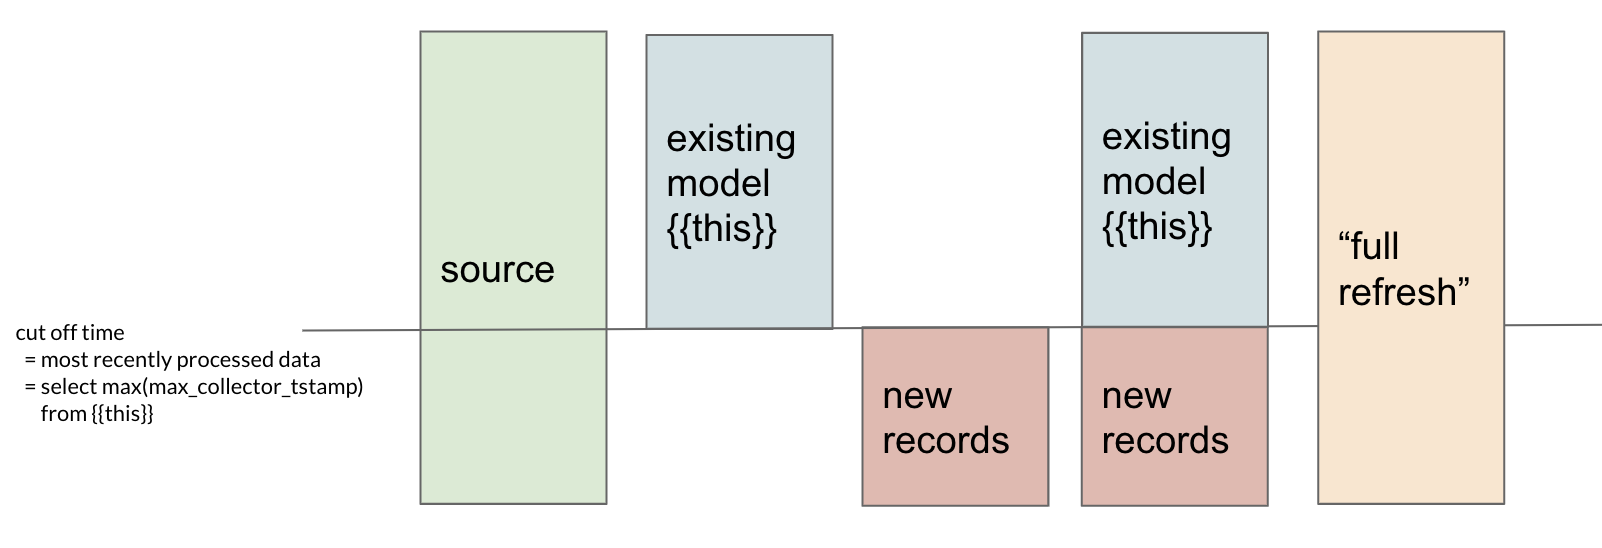 source
existing
model
{{this}}
new
records
existing
model
{{this}}
new
records
“full
refresh”
cut off time
= most recently processed data
= select max(max_collector_tstamp)
from {{this}}